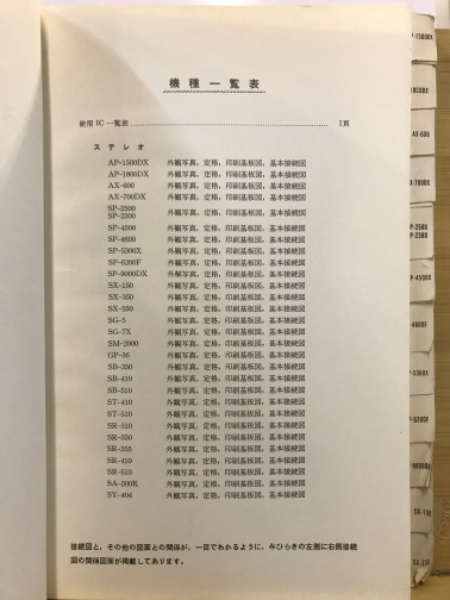 機種一覧表
使用IC一覧表……………………………………………1頁
ステレオ
AP-1500DX 外観写真，定格，印刷基板図，基本接続図
AP-1800DX 外観写真，定格，印刷基板図，基本接続図
AX-600 外観写真，定格，印刷基板図，基本接続図
AX-700DX 外観写真，定格，印刷基板図，基本接続図
SP-2500
SP-2300 外観写真，定格，印刷基板図，基本接続図
SP-4500 外観写真，定格，印刷基板図，基本接続図
SP-4600 外観写真，定格，印刷基板図，基本接続図
SP-5300X 外観写真，定格，印刷基板図，基本接続図
SP-6200F 外観写真，定格，印刷基板図，基本接続図
SP-9000DX 外観写真，定格，印刷基板図，基本接続図
SX-150 外観写真，定格，印刷基板図，基本接続図
SX-350 外観写真，定格，印刷基板図，基本接続図
SX-550 外観写真，定格，印刷基板図，基本接続図
SG-5 外観写真，定格，印刷基板図，基本接続図
SG-7X 外観写真，定格，印刷基板図，基本接続図
SM-2000 外観写真，定格，印刷基板図，基本接続図
GP-36 外観写真，定格，印刷基板図，基本接続図
SB-350 外観写真，定格，印刷基板図，基本接続図
SB-410 外観写真，定格，印刷基板図，基本接続図
SB-510 外観写真，定格，印刷基板図，基本接続図
ST-410 外観写真，定格，印刷基板図，基本接続図
ST-510 外観写真，定格，印刷基板図，基本接続図
SR-310 外観写真，定格，印刷基板図，基本接続図
SR-350 外観写真，定格，印刷基板図，基本接続図
SR-355 外観写真，定格，印刷基板図，基本接続図
SR-410 外観写真，定格，印刷基板図，基本接続図
SR-510 外観写真，定格，印刷基板図，基本接続図
SA-300K 外観写真，定格，印刷基板図，基本接続図
SY-404 外観写真，定格，印刷基板図，基本接続図
接続図と，その他の図面との関係が，一目でわかるように，みひらきの左側に右側接続
図の関係図面が掲載してあります。
-1500DX
1800DX
AX-600
X-700DX
P-2500
P-2300
P-4500
-4600F
-5300X
-6200F
SX-150